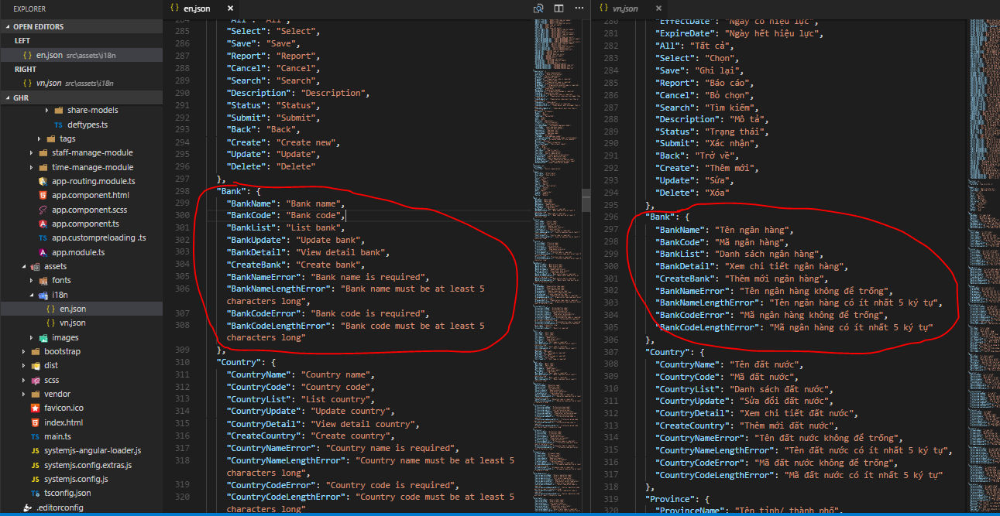 EXPLORER
OPEN EDITORS
LEFT
{ } en.json src\assets\i18n
RIGHT
{ } vn.json src\assets\i18n
GHR
share-models
TS deftypes.ts
tags
staff-manage-module
time-manage-module
app-routing.module.ts
app.component.html
app.component.scss
app.component.ts
TS app.custompreloading .ts
app.module.ts
assets
fonts
i18n
{ } en.json
{ } vn.json
images
bootstrap
dist
scss
vendor
favicon.ico
index.html
TS main.ts
JS systemjs-angular-loader.js
JS systemjs.config.extras.js
JS systemjs.config.js
tsconfig.json
.editorconfig
{ } en.json ×
284 "All": "All",
285 "Select": "Select",
286 "Save": "Save",
287 "Report": "Report",
288 "Cancel": "Cancel",
289 "Search": "Search",
290 "Description": "Description",
291 "Status": "Status",
292 "Submit": "Submit",
293 "Back": "Back",
294 "Create": "Create new",
295 "Update": "Update",
296 "Delete": "Delete"
297 },
298 "Bank": {
299 "BankName": "Bank name",
300 "BankCode": "Bank code",
301 "BankList": "List bank",
302 "BankUpdate": "Update bank",
303 "BankDetail": "View detail bank",
304 "CreateBank": "Create bank",
305 "BankNameError": "Bank name is required",
306 "BankNameLengthError": "Bank name must be at least 5
characters long",
307 "BankCodeError": "Bank code is required",
308 "BankCodeLengthError": "Bank code must be at least 5
characters long"
309 },
310 "Country": {
311 "CountryName": "Country name",
312 "CountryCode": "Country code",
313 "CountryList": "List country",
314 "CountryUpdate": "Update country",
315 "CountryDetail": "View detail country",
316 "CreateCountry": "Create country",
317 "CountryNameError": "Country name is required",
318 "CountryNameLengthError": "Country name must be at least 5
characters long",
319 "CountryCodeError": "Country code is required",
320 "CountryCodeLengthError": "Country code must be at least 5
characters long"
{ } vn.json ×
280 "EffectDate": "Ngày có hiệu lực",
281 "ExpireDate": "Ngày hết hiệu lực",
282 "All": "Tất cả",
283 "Select": "Chọn",
284 "Save": "Ghi lại",
285 "Report": "Báo cáo",
286 "Cancel": "Bỏ chọn",
287 "Search": "Tìm kiếm",
288 "Description": "Mô tả",
289 "Status": "Trạng thái",
290 "Submit": "Xác nhận",
291 "Back": "Trở về",
292 "Create": "Thêm mới",
293 "Update": "Sửa",
294 "Delete": "Xóa"
295 },
296 "Bank": {
297 "BankName": "Tên ngân hàng",
298 "BankCode": "Mã ngân hàng",
299 "BankList": "Danh sách ngân hàng",
300 "BankDetail": "Xem chi tiết ngân hàng",
301 "CreateBank": "Thêm mới ngân hàng",
302 "BankNameError": "Tên ngân hàng không để trống",
303 "BankNameLengthError": "Tên ngân hàng có ít nhất 5 ký tự",
304 "BankCodeError": "Mã ngân hàng không để trống",
305 "BankCodeLengthError": "Mã ngân hàng có ít nhất 5 ký tự"
306 },
307 "Country": {
308 "CountryName": "Tên đất nước",
309 "CountryCode": "Mã đất nước",
310 "CountryList": "Danh sách đất nước",
311 "CountryUpdate": "Sửa đổi đất nước",
312 "CountryDetail": "Xem chi tiết đất nước",
313 "CreateCountry": "Thêm mới đất nước",
314 "CountryNameError": "Tên đất nước không để trống",
315 "CountryNameLengthError": "Tên đất nước có ít nhất 5 ký tự",
316 "CountryCodeError": "Mã đất nước không để trống",
317 "CountryCodeLengthError": "Mã đất nước có ít nhất 5 ký tự"
318 },
319 "Province": {
320 "ProvinceName": "Tên tỉnh/ thành phố",